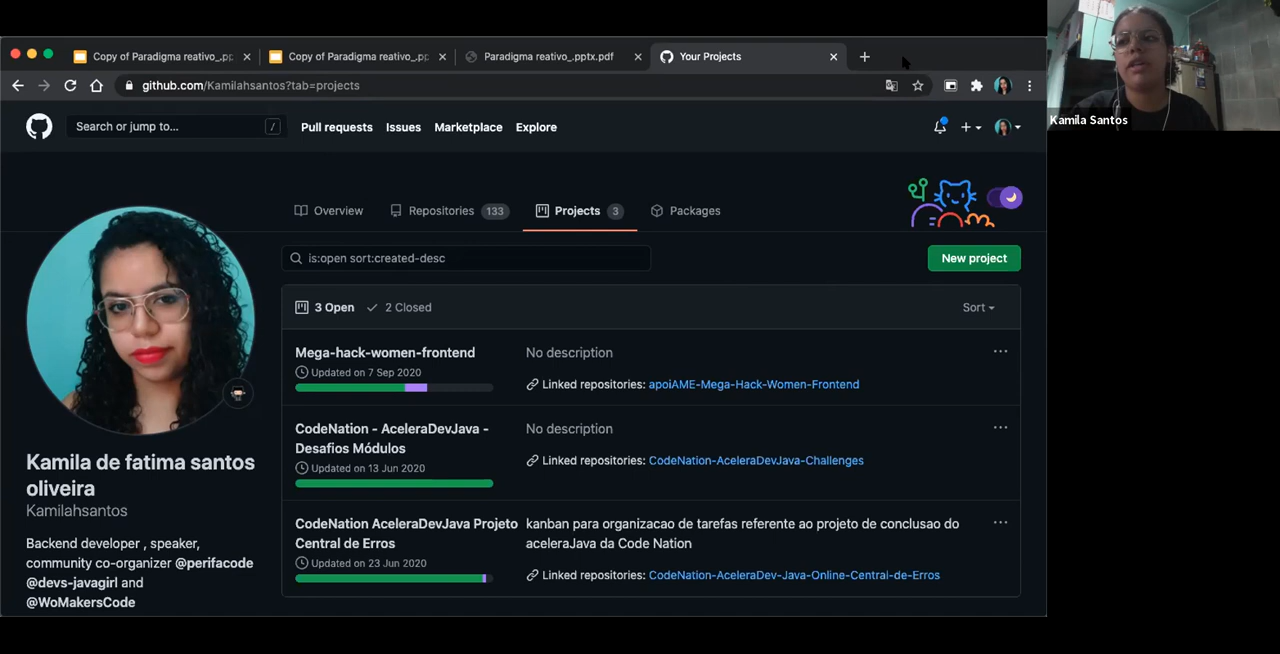 Copy of Paradigma reativo_.pp
Copy of Paradigma reativo_.pp
Paradigma reativo_.pptx.pdf
Your Projects
github.com/Kamilahsantos?tab=projects
Kamila Santos
Search or jump to...
/
Pull requests
Issues
Marketplace
Explore
Overview
Repositories 133
Projects 3
Packages
is:open sort:created-desc
New project
3 Open
2 Closed
Sort
Mega-hack-women-frontend
Updated on 7 Sep 2020
No description
Linked repositories: apoiAME-Mega-Hack-Women-Frontend
CodeNation - AceleraDevJava -
Desafios Módulos
Updated on 13 Jun 2020
No description
Linked repositories: CodeNation-AceleraDevJava-Challenges
CodeNation AceleraDevJava Projeto
Central de Erros
Updated on 23 Jun 2020
kanban para organizacao de tarefas referente ao projeto de conclusao do
aceleraJava da Code Nation
Linked repositories: CodeNation-AceleraDev-Java-Online-Central-de-Erros
Kamila de fatima santos
oliveira
Kamilahsantos
Backend developer , speaker,
community co-organizer @perifacode
@devs-javagirl and
@WoMakersCode